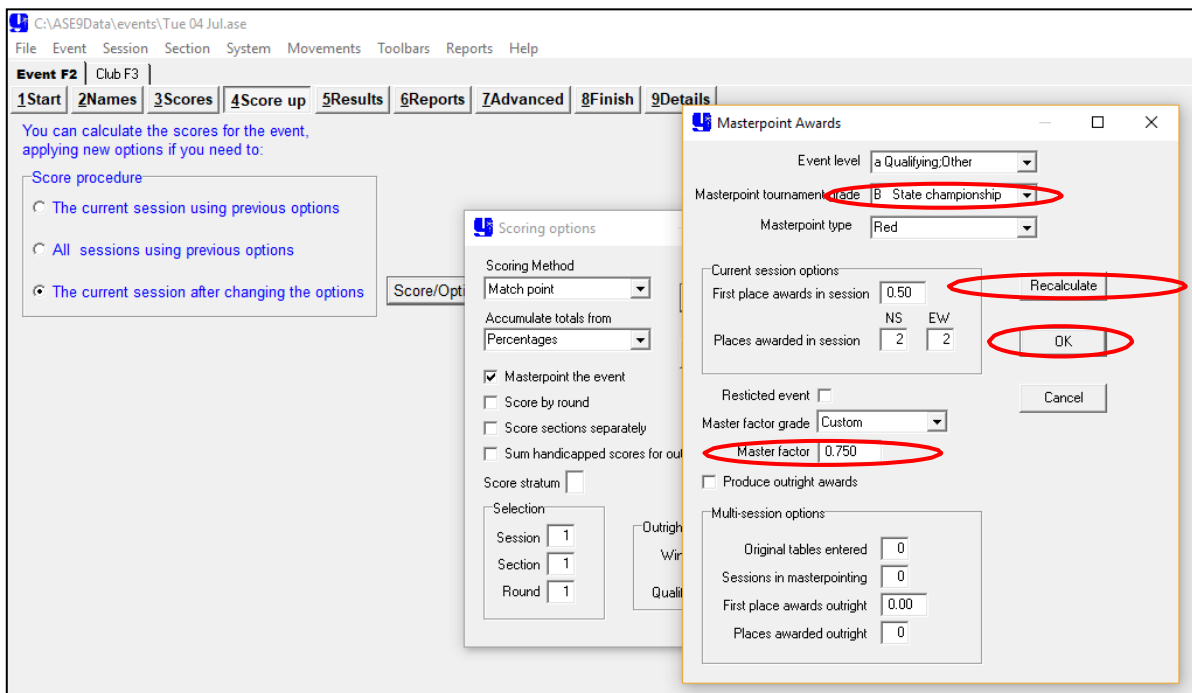 C:\ASE9Data\events\Tue 04 Jul.ase
File Event Session Section System Movements Toolbars Reports Help
Event F2 Club F3
1Start 2Names 3Scores 4Score up 5Results 6Reports 7Advanced 8Finish 9Details
You can calculate the scores for the event,
applying new options if you need to:
Score procedure
The current session using previous options
All sessions using previous options
The current session after changing the options
Score/Opti
Scoring options
Scoring Method
Match point
Accumulate totals from
Percentages
Masterpoint the event
Score by round
Score sections separately
Sum handicapped scores for out
Score stratum
Selection
Session 1
Section 1
Round 1
Outrigh
Win
Qualif
Masterpoint Awards
Event level a Qualifying;Other
Masterpoint tournament grade B State championship
Masterpoint type Red
Current session options
First place awards in session 0.50
NS EW
Places awarded in session 2 2
Recalculate
OK
Cancel
Resticted event
Master factor grade Custom
Master factor 0.750
Produce outright awards
Multi-session options
Original tables entered 0
Sessions in masterpointing 0
First place awards outright 0.00
Places awarded outright 0